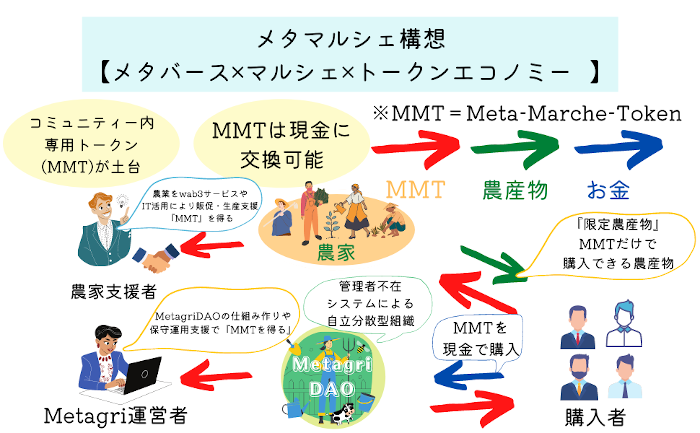 メタマルシェ構想
【メタバース×マルシェ×トークンエコノミー 】
コミュニティー内
専用トークン
(MMT)が土台
MMTは現金に
交換可能
※MMT＝Meta-Marche-Token
MMT
農産物
お金
農業をwab3サービスや
IT活用により販促・生産支援
「MMT」を得る
農家
農家支援者
『限定農産物』
MMTだけで
購入できる農産物
管理者不在
システムによる
自立分散型組織
MetagriDAOの仕組み作りや
保守運用支援で「MMTを得る」
MMTを
現金で購入
Metagri
DAO
Metagri運営者
購入者